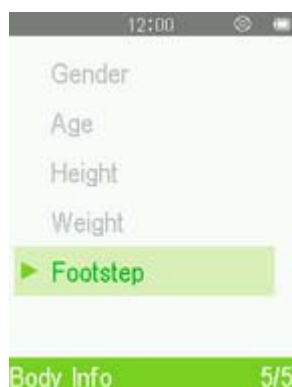 12:00
Gender
Age
Height
Weight
Footstep
Body Info 5/5